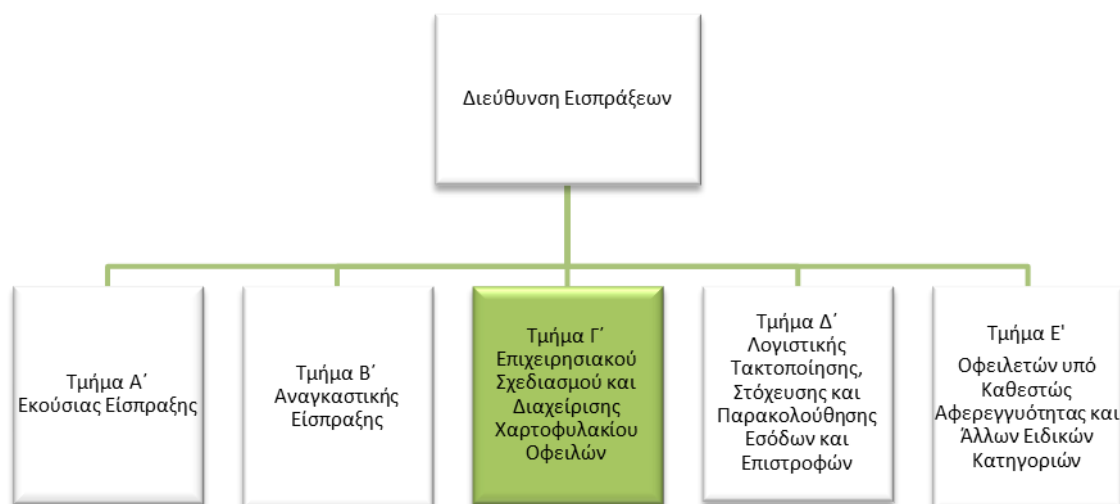 Διεύθυνση Εισπράξεων
Τμήμα Α΄
Εκούσιας Είσπραξης
Τμήμα Β΄
Αναγκαστικής
Είσπραξης
Τμήμα Γ΄
Επιχειρησιακού
Σχεδιασμού και
Διαχείρισης
Χαρτοφυλακίου
Οφειλών
Τμήμα Δ΄
Λογιστικής
Τακτοποίησης,
Στόχευσης και
Παρακολούθησης
Εσόδων και
Επιστροφών
Τμήμα Ε'
Οφειλετών υπό
Καθεστώς
Αφερεγγυότητας και
Άλλων Ειδικών
Κατηγοριών